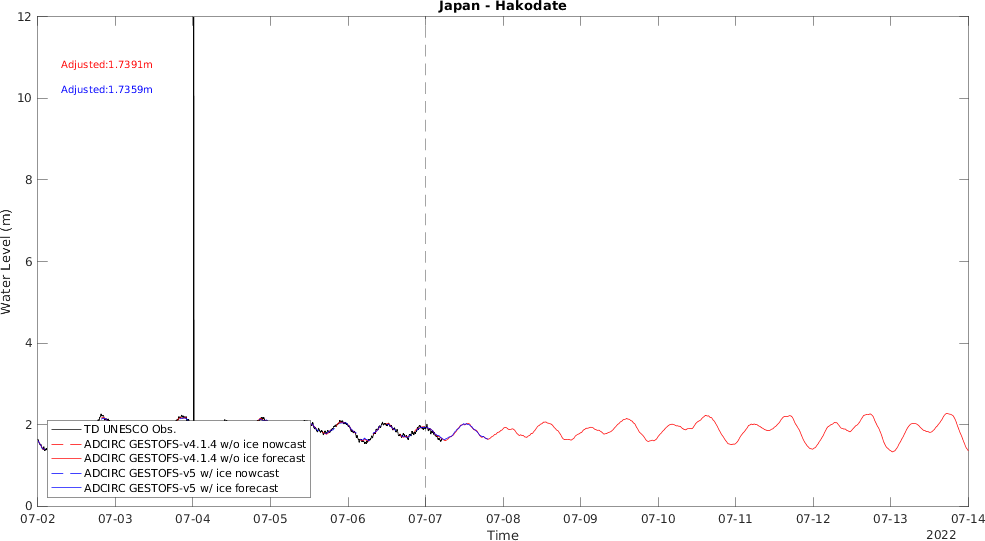 Japan - Hakodate
Water Level (m)
12
10
8
6
4
2
0
Adjusted:1.7391m
Adjusted:1.7359m
TD UNESCO Obs.
ADCIRC GESTOFS-v4.1.4 w/o ice nowcast
ADCIRC GESTOFS-v4.1.4 w/o ice forecast
ADCIRC GESTOFS-v5 w/ ice nowcast
ADCIRC GESTOFS-v5 w/ ice forecast
07-02 07-03 07-04 07-05 07-06 07-07 07-08 07-09 07-10 07-11 07-12 07-13 07-14
Time
2022